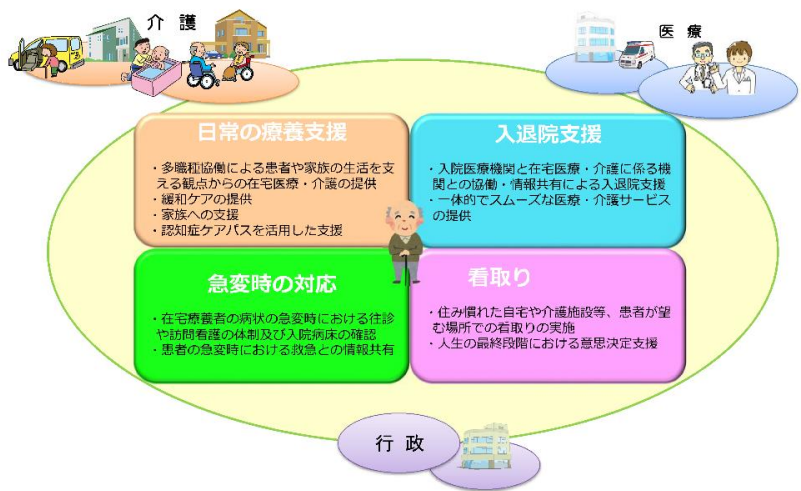 介 護
医 療
日常の療養支援
・多職種協働による患者や家族の生活を支
える観点からの在宅医療・介護の提供
・緩和ケアの提供
・家族への支援
・認知症ケアパスを活用した支援
入退院支援
・入院医療機関と在宅医療・介護に係る機
関との協働・情報共有による入退院支援
・一体的でスムーズな医療・介護サービス
の提供
急変時の対応
・在宅療養者の病状の急変時における往診
や訪問看護の体制及び入院病床の確認
・患者の急変時における救急との情報共有
看取り
・住み慣れた自宅や介護施設等、患者が望
む場所での看取りの実施
・人生の最終段階における意思決定支援
行 政